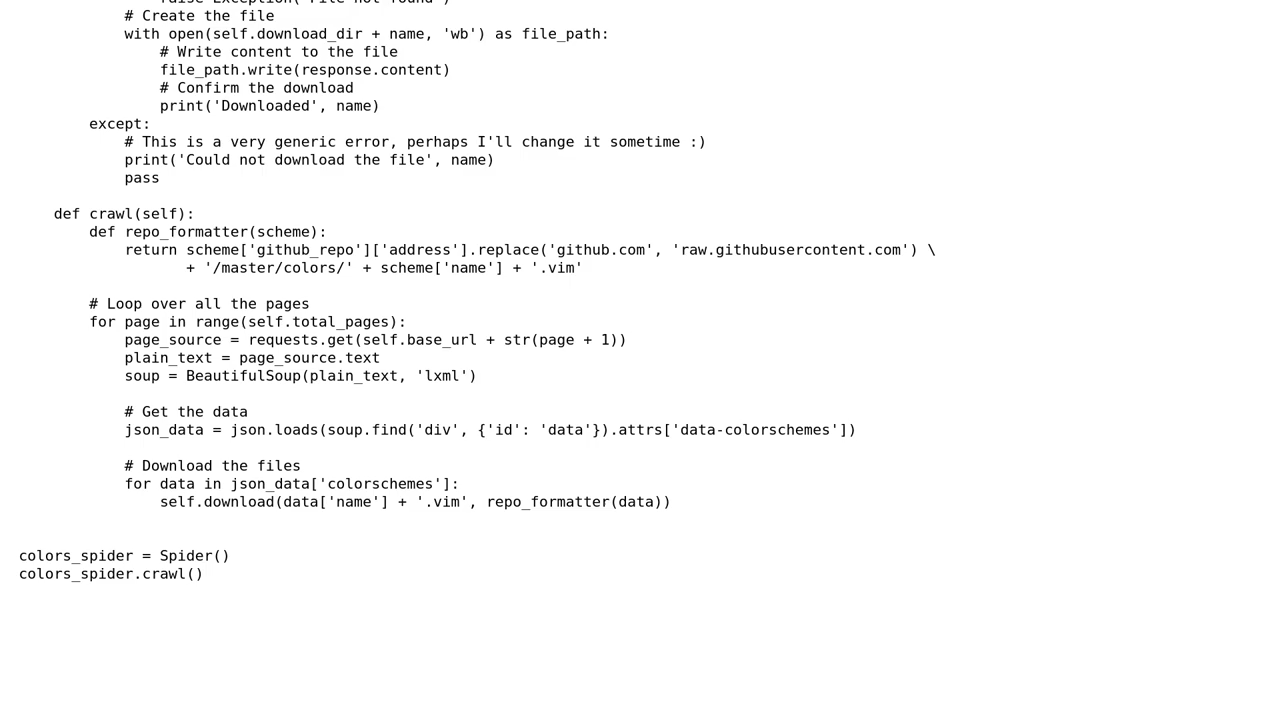 raise Exception('File not found')
            # Create the file
            with open(self.download_dir + name, 'wb') as file_path:
                # Write content to the file
                file_path.write(response.content)
                # Confirm the download
                print('Downloaded', name)
        except:
            # This is a very generic error, perhaps I'll change it sometime :)
            print('Could not download the file', name)
            pass

    def crawl(self):
        def repo_formatter(scheme):
            return scheme['github_repo']['address'].replace('github.com', 'raw.githubusercontent.com') \
                   + '/master/colors/' + scheme['name'] + '.vim'

        # Loop over all the pages
        for page in range(self.total_pages):
            page_source = requests.get(self.base_url + str(page + 1))
            plain_text = page_source.text
            soup = BeautifulSoup(plain_text, 'lxml')

            # Get the data
            json_data = json.loads(soup.find('div', {'id': 'data'}).attrs['data-colorschemes'])

            # Download the files
            for data in json_data['colorschemes']:
                self.download(data['name'] + '.vim', repo_formatter(data))


colors_spider = Spider()
colors_spider.crawl()